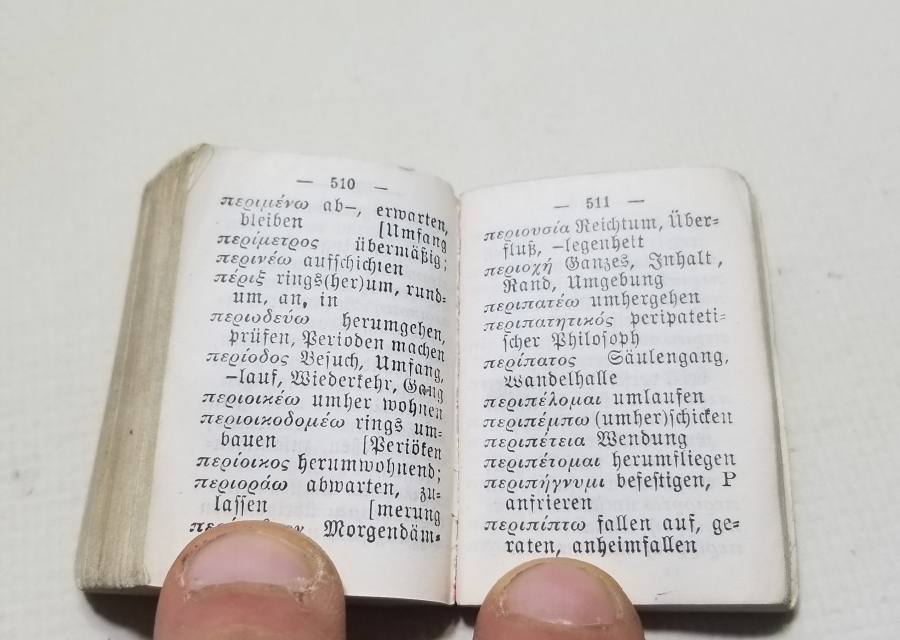 — 510 —
περιμένω ab–, erwarten,
bleiben [Umfang
περίμετρος übermäßig;
περινέω aufschichten
πέριξ rings(her)um, rund=
um, an, in
περιοδεύω herumgehen,
prüfen, Perioden machen
περίοδος Besuch, Umfang,
–lauf, Wiederkehr, Gang
περιοικέω umher wohnen
περιοικοδομέω rings um=
bauen [Periöken
περίοικος herumwohnend;
περιοράω abwarten, zu=
lassen [merung
Morgendäm=
— 511 —
περιουσία Reichtum, Über=
fluß, –legenheit
περιοχή Ganzes, Inhalt,
Rand, Umgebung
περιπατέω umhergehen
περιπατητικός peripateti=
scher Philosoph
περίπατος Säulengang,
Wandelhalle
περιπέλομαι umlaufen
περιπέμπω (umher)schicken
περιπέτεια Wendung
περιπέτομαι herumfliegen
περιπήγνυμι befestigen, P
anfrieren
περιπίπτω fallen auf, ge=
raten, anheimfallen